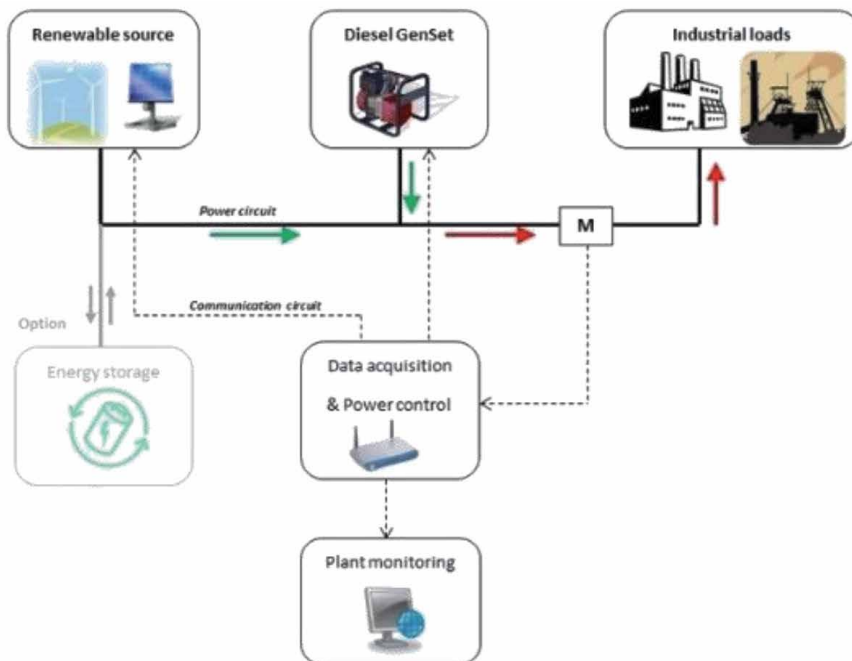 Renewable source
Diesel GenSet
Industrial loads
Power circuit
M
Communication circuit
Option
Energy storage
Data acquisition
& Power control
Plant monitoring